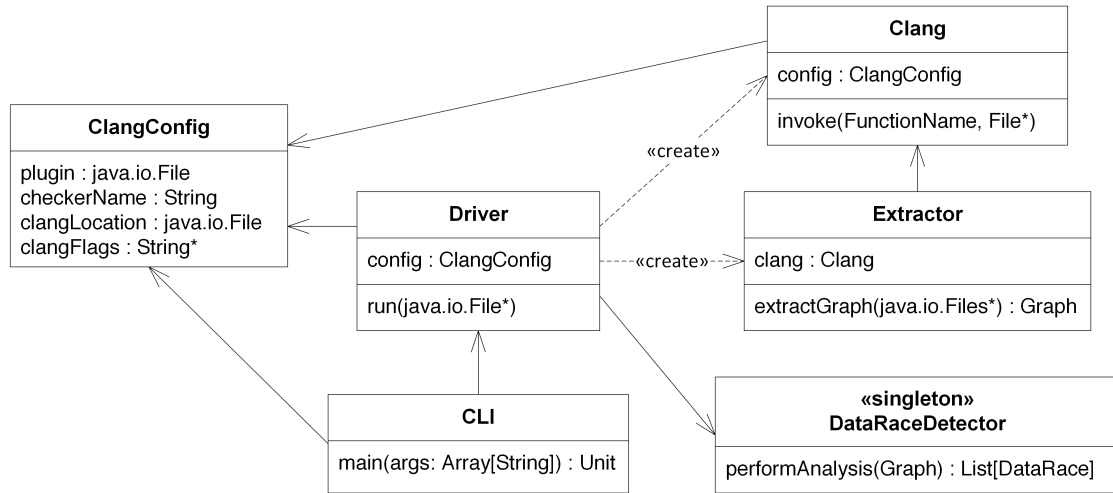 Clang
config : ClangConfig
invoke(FunctionName, File*)
ClangConfig
plugin : java.io.File
checkerName : String
clangLocation : java.io.File
clangFlags : String*
«create»
Driver
config : ClangConfig
run(java.io.File*)
«create»
Extractor
clang : Clang
extractGraph(java.io.Files*) : Graph
CLI
main(args: Array[String]) : Unit
«singleton»
DataRaceDetector
performAnalysis(Graph) : List[DataRace]